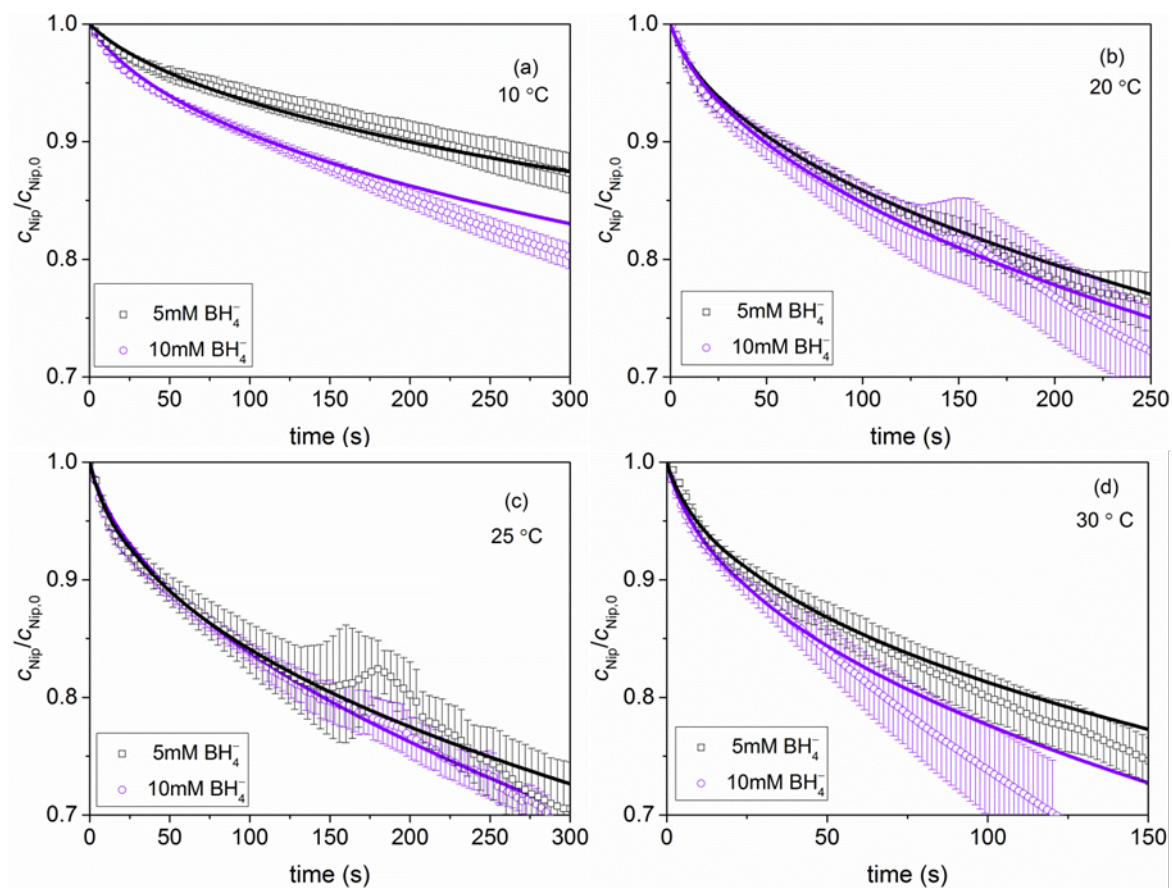 1.0
0.9
0.8
0.7
c_Nip/c_Nip,0
(a)
10 °C
5mM BH₄⁻
10mM BH₄⁻
0 50 100 150 200 250 300
time (s)
1.0
0.9
0.8
0.7
c_Nip/c_Nip,0
(b)
20 °C
5mM BH₄⁻
10mM BH₄⁻
0 50 100 150 200 250
time (s)
1.0
0.9
0.8
0.7
c_Nip/c_Nip,0
(c)
25 °C
5mM BH₄⁻
10mM BH₄⁻
0 50 100 150 200 250 300
time (s)
1.0
0.9
0.8
0.7
c_Nip/c_Nip,0
(d)
30 ° C
5mM BH₄⁻
10mM BH₄⁻
0 50 100 150
time (s)